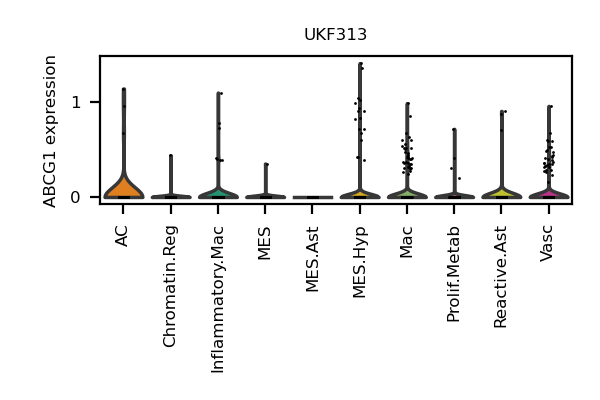 UKF313
ABCG1 expression
1
0
AC
Chromatin.Reg
Inflammatory.Mac
MES
MES.Ast
MES.Hyp
Mac
Prolif.Metab
Reactive.Ast
Vasc